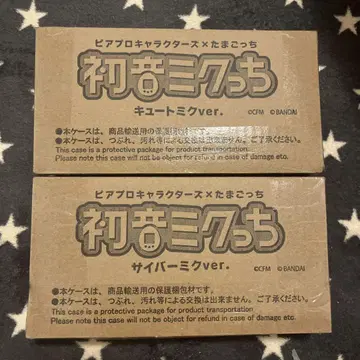 ピアプロキャラクターズ×たまごっち
初音ミクっち
キュートミクver.
©CFM ©BANDAI
●本ケースは、商品輸送用の保護梱包材です。
●本ケースは、つぶれ、汚れ等による交換は出来ません。ご了承ください。
This case is a protective package for product transportation.
Please note this case will not be object for refund in case of damage etc.
ピアプロキャラクターズ×たまごっち
初音ミクっち
サイバーミクver.
©CFM ©BANDAI
●本ケースは、商品輸送用の保護梱包材です。
●本ケースは、つぶれ、汚れ等による交換は出来ません。ご了承ください。
This case is a protective package for product transportation
Please note this case will not be object for refund in case of damage etc.